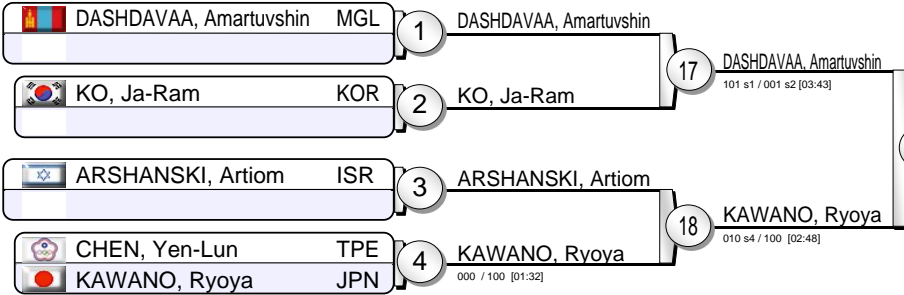 DASHDAVAA, Amartuvshin MGL
1
DASHDAVAA, Amartuvshin
KO, Ja-Ram KOR
2
KO, Ja-Ram
17
DASHDAVAA, Amartuvshin
101 s1 / 001 s2 [03:43]
ARSHANSKI, Artiom ISR
3
ARSHANSKI, Artiom
CHEN, Yen-Lun TPE
KAWANO, Ryoya JPN
4
KAWANO, Ryoya
000 / 100 [01:32]
18
KAWANO, Ryoya
010 s4 / 100 [02:48]